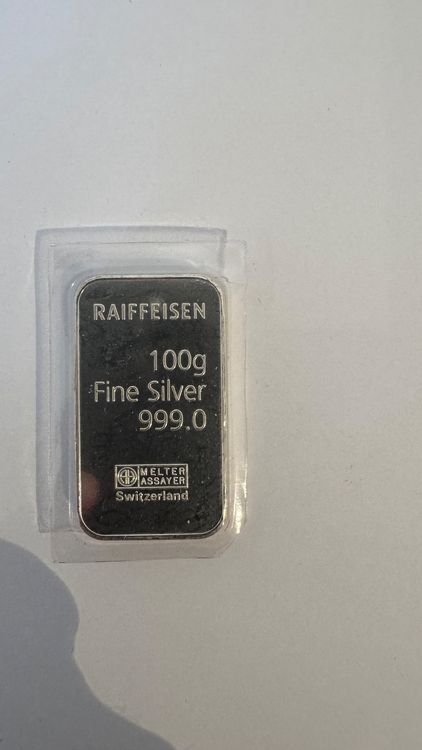 RAIFFEISEN
100g
Fine Silver
999.0
MELTER
ASSAYER
Switzerland